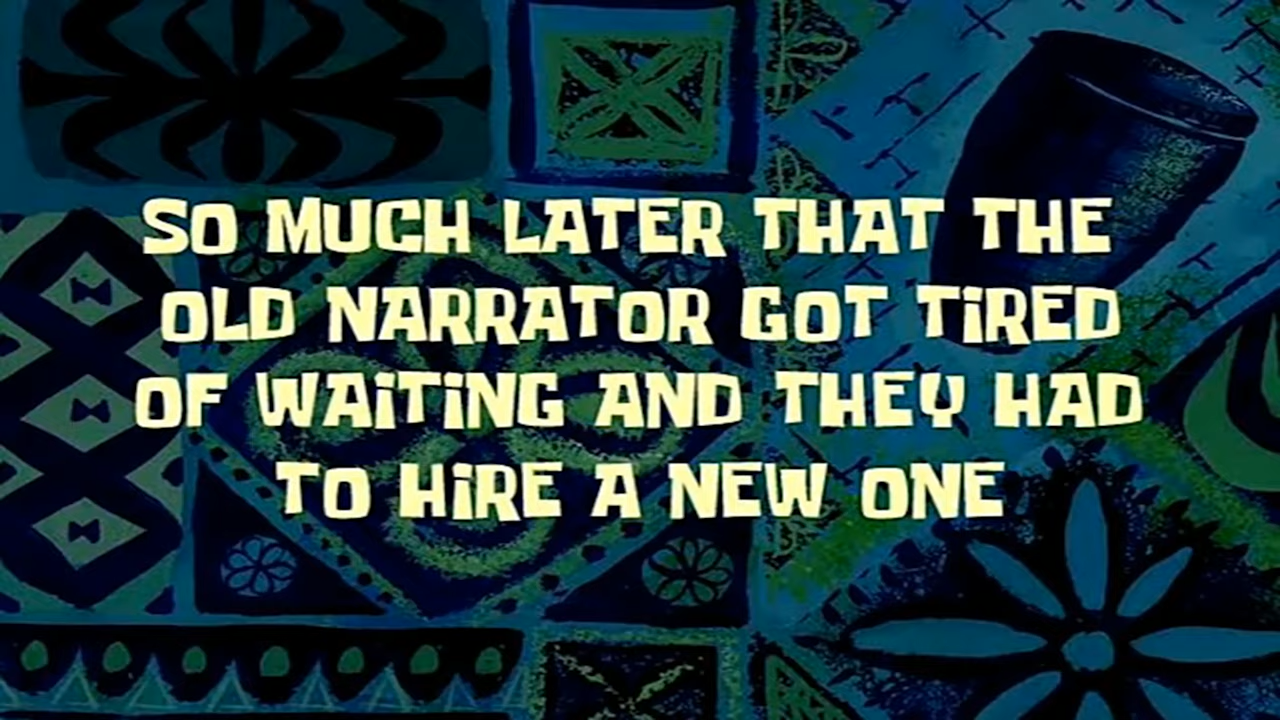 SO MUCH LATER THAT THE
OLD NARRATOR GOT TiRED
OF WAiTiNG AND THEY HAD
TO HiRE A NEW ONE